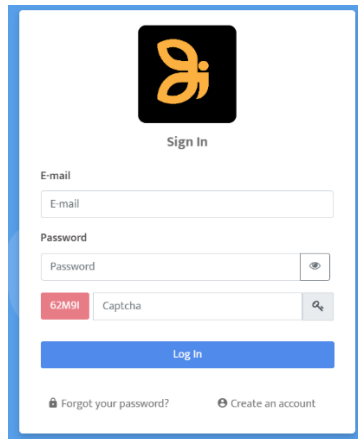 Sign In
E-mail
E-mail
Password
Password
62M9I Captcha
Log In
Forgot your password? Create an account